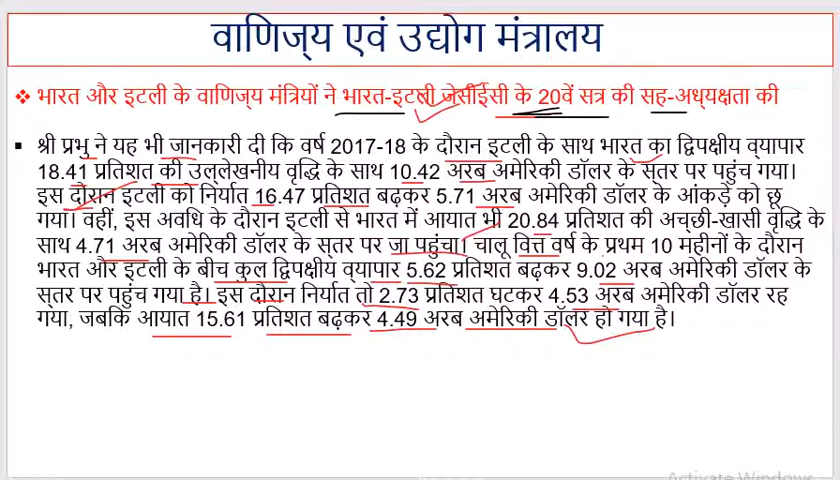 वाणिज्य एवं उद्योग मंत्रालय
❖ भारत और इटली के वाणिज्य मंत्रियों ने भारत-इटली जेसीईसी के 20वें सत्र की सह-अध्यक्षता की
▪ श्री प्रभु ने यह भी जानकारी दी कि वर्ष 2017-18 के दौरान इटली के साथ भारत का द्विपक्षीय व्यापार
18.41 प्रतिशत की उल्लेखनीय वृद्धि के साथ 10.42 अरब अमेरिकी डॉलर के स्तर पर पहुंच गया।
इस दौरान इटली को निर्यात 16.47 प्रतिशत बढ़कर 5.71 अरब अमेरिकी डॉलर के आंकड़े को छू
गया। वहीं, इस अवधि के दौरान इटली से भारत में आयात भी 20.84 प्रतिशत की अच्छी-खासी वृद्धि के
साथ 4.71 अरब अमेरिकी डॉलर के स्तर पर जा पहुंचा। चालू वित्त वर्ष के प्रथम 10 महीनों के दौरान
भारत और इटली के बीच कुल द्विपक्षीय व्यापार 5.62 प्रतिशत बढ़कर 9.02 अरब अमेरिकी डॉलर के
स्तर पर पहुंच गया है। इस दौरान निर्यात तो 2.73 प्रतिशत घटकर 4.53 अरब अमेरिकी डॉलर रह
गया, जबकि आयात 15.61 प्रतिशत बढ़कर 4.49 अरब अमेरिकी डॉलर हो गया है।
Activate Windows